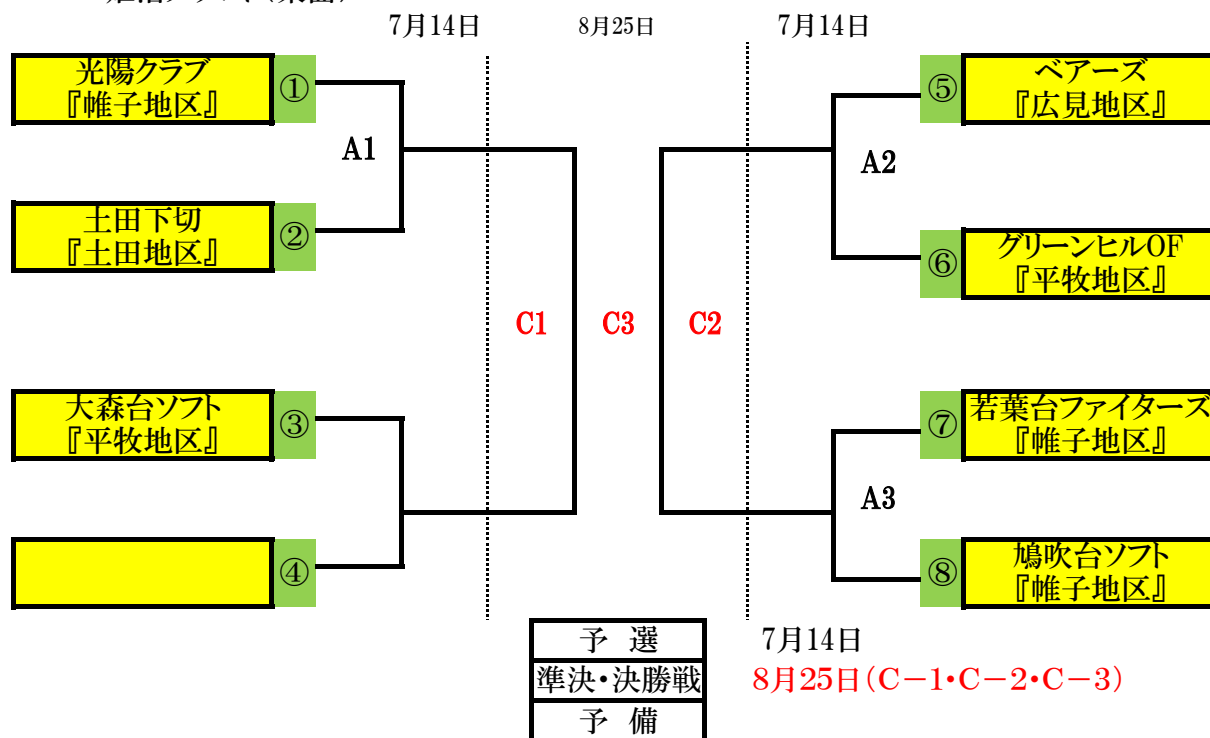 7月14日
8月25日
7月14日
光陽クラブ
『帷子地区』
①
A1
土田下切
『土田地区』
②
大森台ソフト
『平牧地区』
③
④
C1
C3
C2
⑤
ベアーズ
『広見地区』
A2
⑥
グリーンヒルOF
『平牧地区』
⑦
若葉台ファイターズ
『帷子地区』
A3
⑧
鳩吹台ソフト
『帷子地区』
予 選
7月14日
準決・決勝戦
8月25日(C-1・C-2・C-3)
予 備